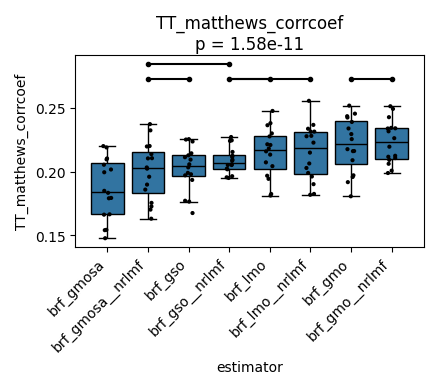 TT_matthews_corrcoef
p = 1.58e-11
TT_matthews_corrcoef
0.25
0.20
0.15
brf_gmosa
brf_gmosa__nrlmf
brf_gso
brf_gso__nrlmf
brf_lmo
brf_lmo__nrlmf
brf_gmo
brf_gmo__nrlmf
estimator